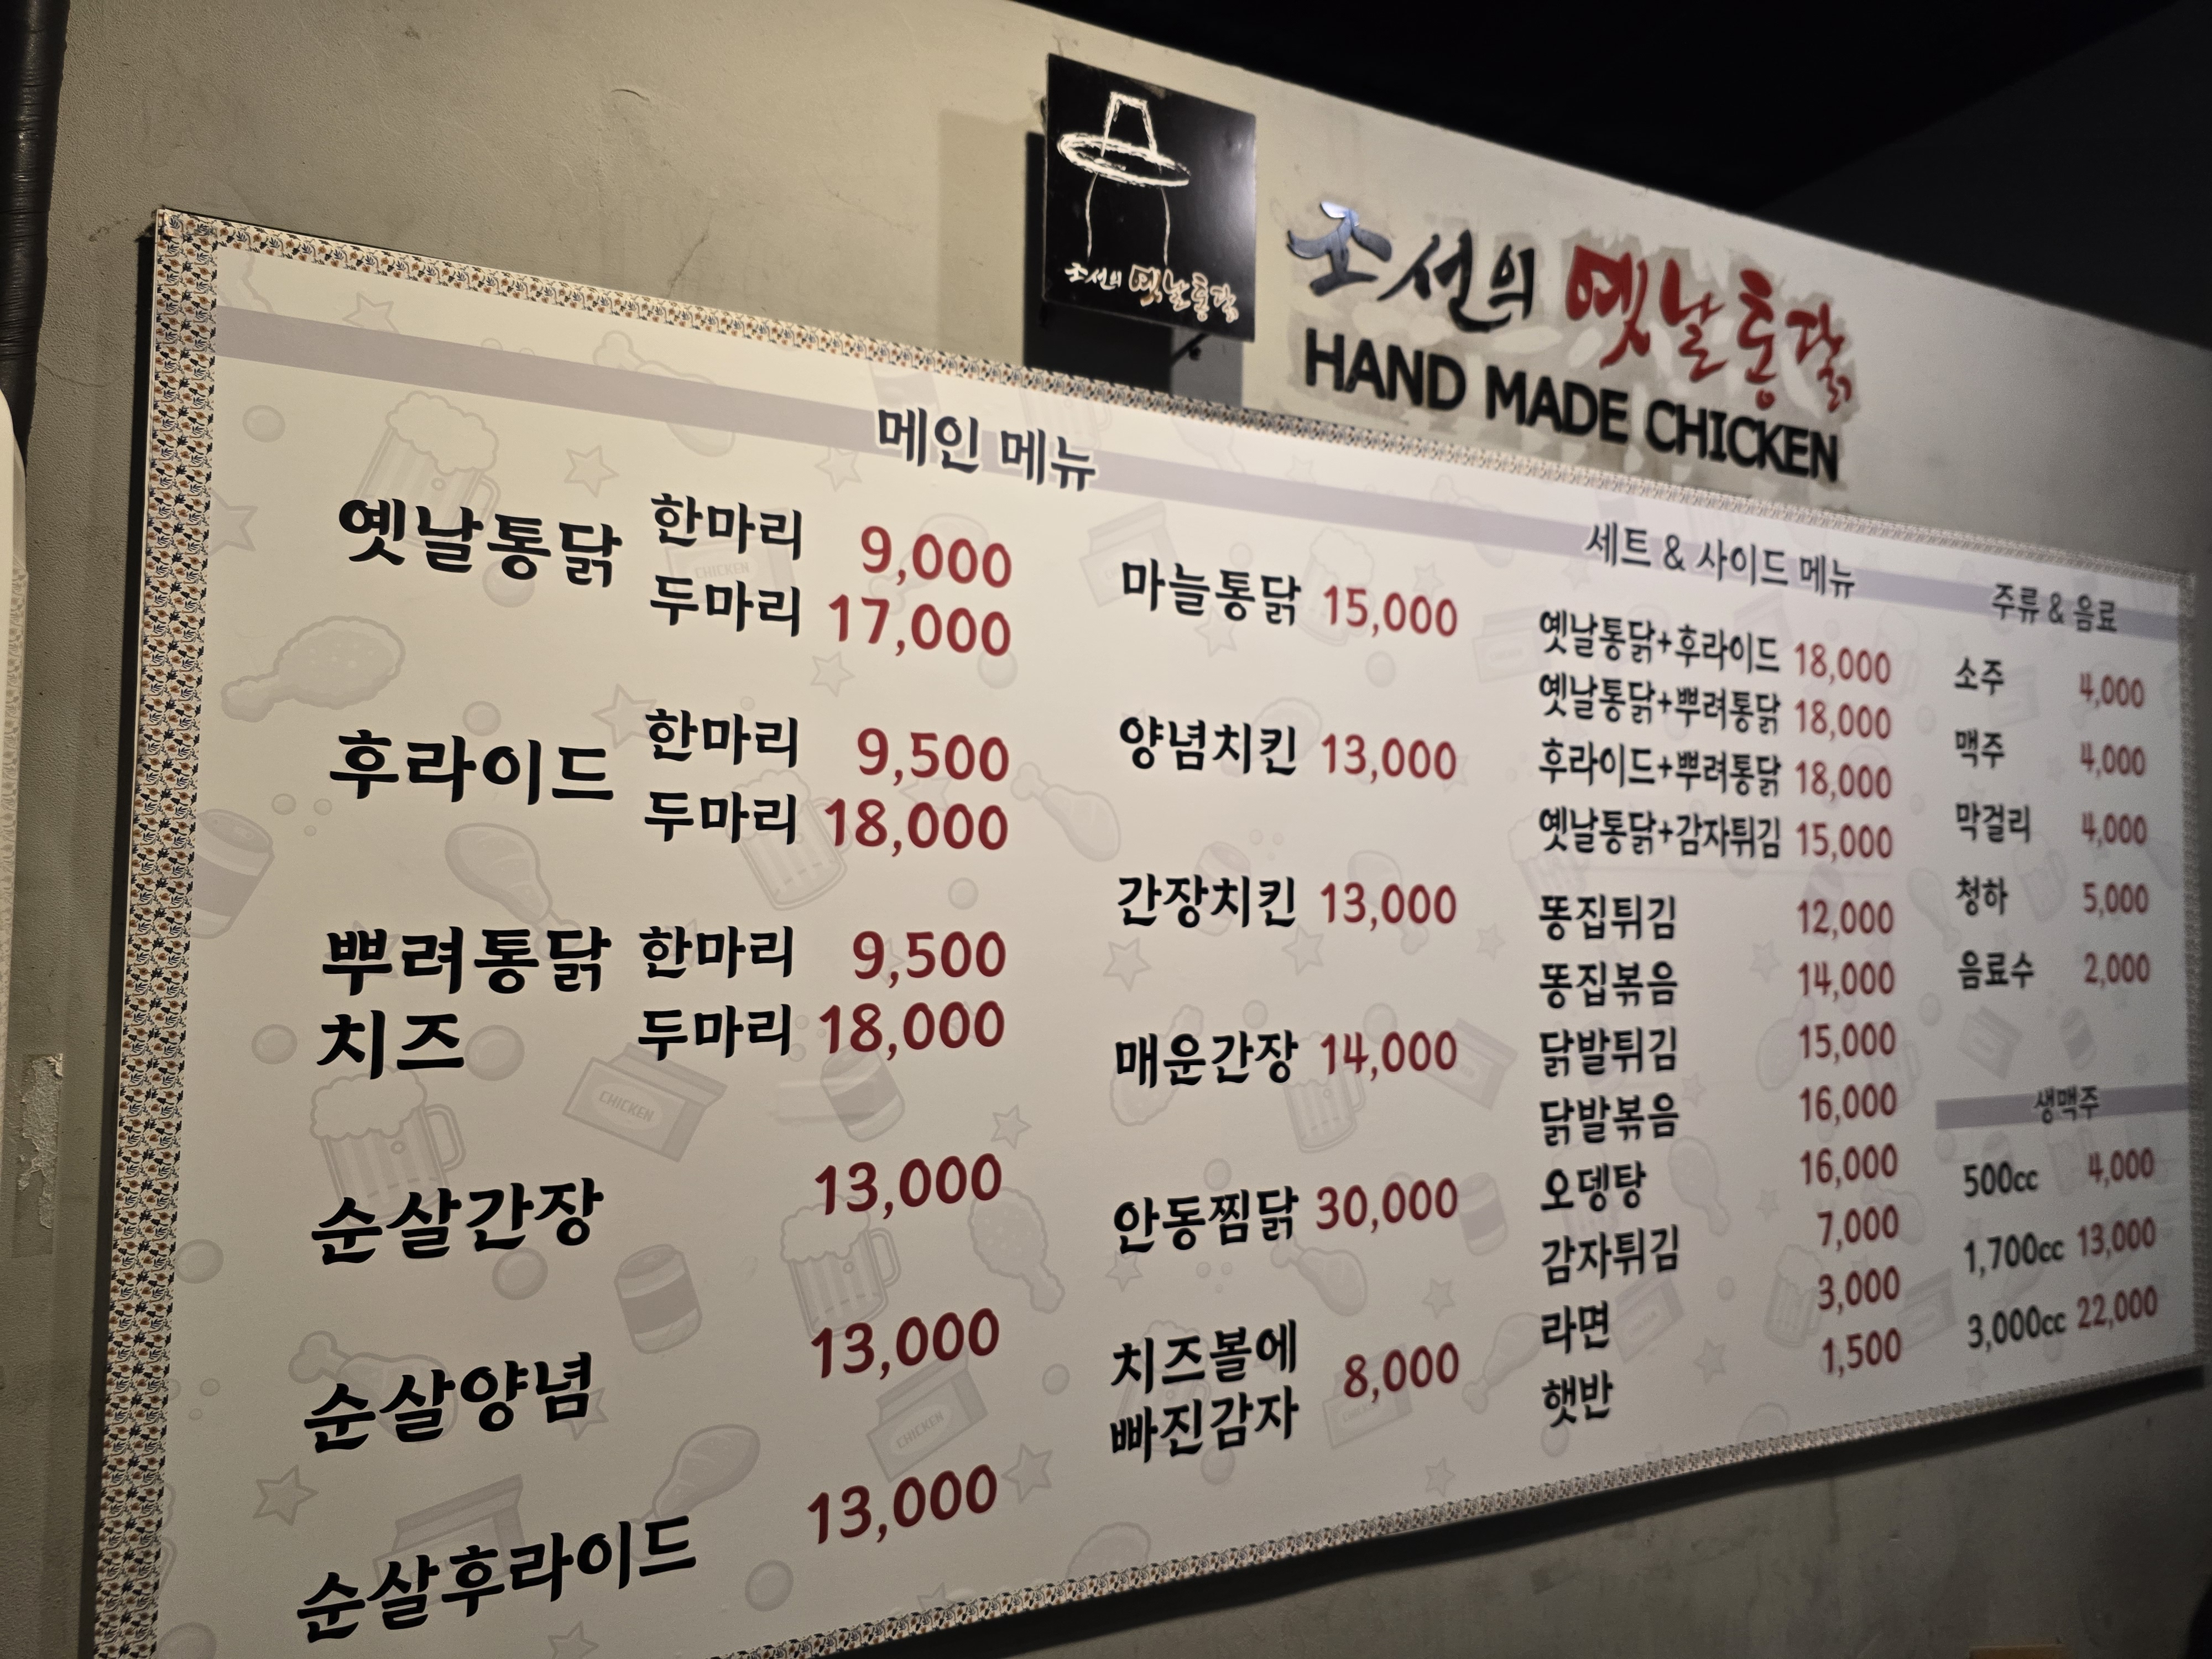 조선의 옛날통닭
조선의 옛날통닭
HAND MADE CHICKEN
메인 메뉴
옛날통닭 한마리 9,000
두마리 17,000
후라이드 한마리 9,500
두마리 18,000
뿌려통닭 한마리 9,500
치즈 두마리 18,000
순살간장 13,000
순살양념 13,000
순살후라이드 13,000
마늘통닭 15,000
양념치킨 13,000
간장치킨 13,000
매운간장 14,000
안동찜닭 30,000
치즈볼에
빠진감자 8,000
세트 & 사이드 메뉴
옛날통닭+후라이드 18,000
옛날통닭+뿌려통닭 18,000
후라이드+뿌려통닭 18,000
옛날통닭+감자튀김 15,000
똥집튀김 12,000
똥집볶음 14,000
닭발튀김 15,000
닭발볶음 16,000
오뎅탕 16,000
감자튀김 7,000
라면 3,000
햇반 1,500
주류 & 음료
소주 4,000
맥주 4,000
막걸리 4,000
청하 5,000
음료수 2,000
생맥주
500cc 4,000
1,700cc 13,000
3,000cc 22,000
CHICKEN
CHICKEN
CHICKEN